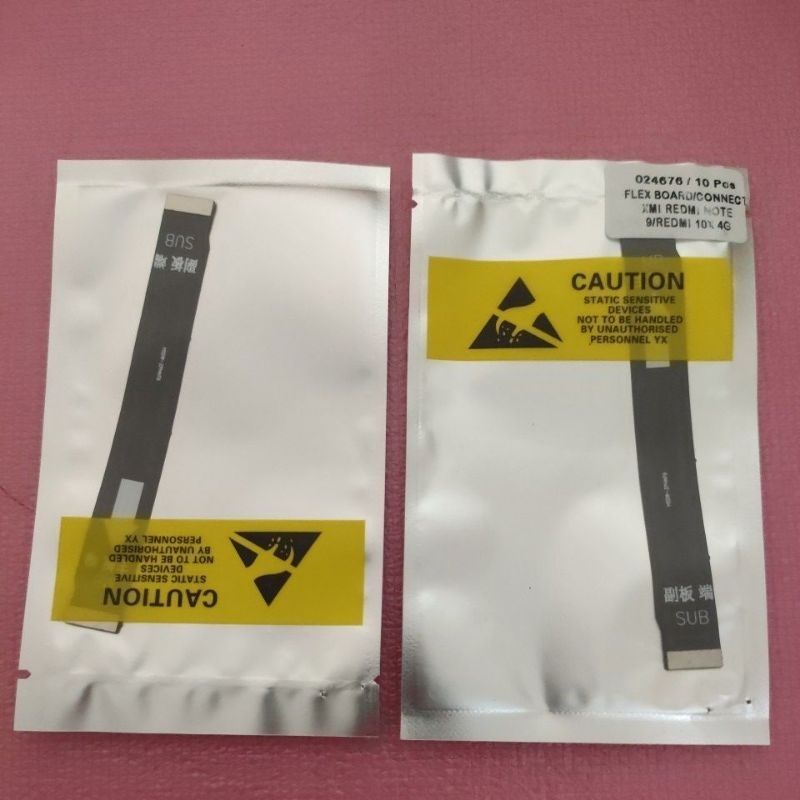 SUB
副板 端
CAUTION
STATIC SENSITIVE
DEVICES
NOT TO BE HANDLED
BY UNAUTHORISED
PERSONNEL YX
024676 / 10 Pcs
FLEX BOARD/CONNECT
XMI REDMI NOTE
9/REDMI 10X 4G
CAUTION
STATIC SENSITIVE
DEVICES
NOT TO BE HANDLED
BY UNAUTHORISED
PERSONNEL YX
副板 端
SUB